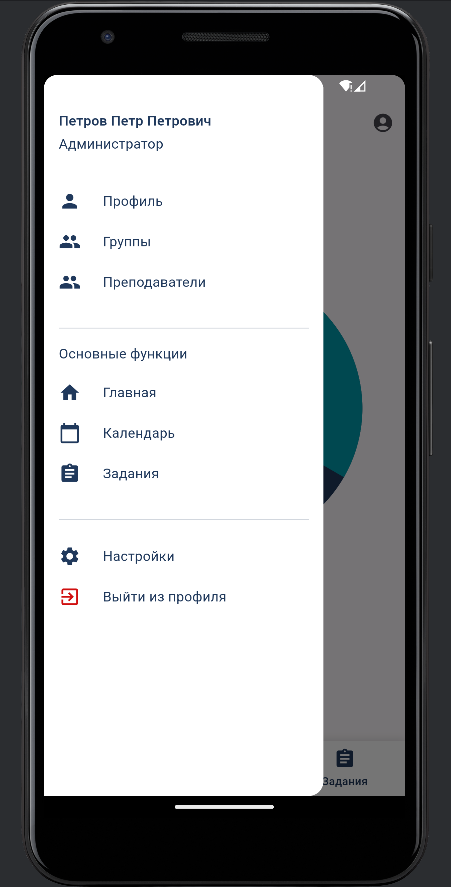 Петров Петр Петрович
Администратор
Профиль
Группы
Преподаватели
Основные функции
Главная
Календарь
Задания
Настройки
Выйти из профиля
Задания